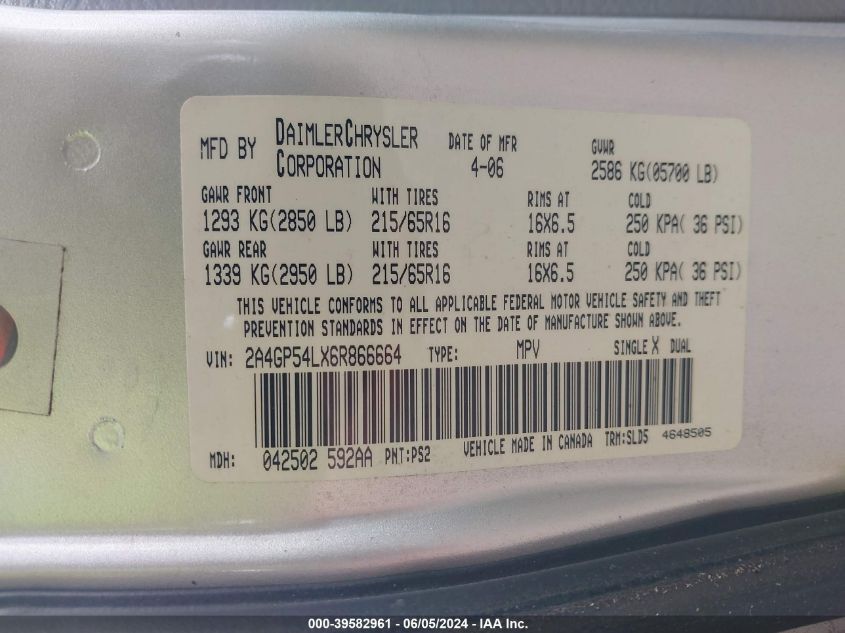 MFD BY DAIMLERCHRYSLER CORPORATION DATE OF MFR 4-06 GVWR 2586 KG(05700 LB)
GAWR FRONT WITH TIRES RIMS AT COLD
1293 KG(2850 LB) 215/65R16 16X6.5 250 KPA( 36 PSI)
GAWR REAR WITH TIRES RIMS AT COLD
1339 KG(2950 LB) 215/65R16 16X6.5 250 KPA( 36 PSI)
THIS VEHICLE CONFORMS TO ALL APPLICABLE FEDERAL MOTOR VEHICLE SAFETY AND THEFT
PREVENTION STANDARDS IN EFFECT ON THE DATE OF MANUFACTURE SHOWN ABOVE.
VIN: 2A4GP54LX6R866664 TYPE: MPV SINGLE X DUAL
MDH: 042502 592AA PNT:PS2 VEHICLE MADE IN CANADA TRM:SLD5 4648505
000-39582961 - 06/05/2024 - IAA Inc.